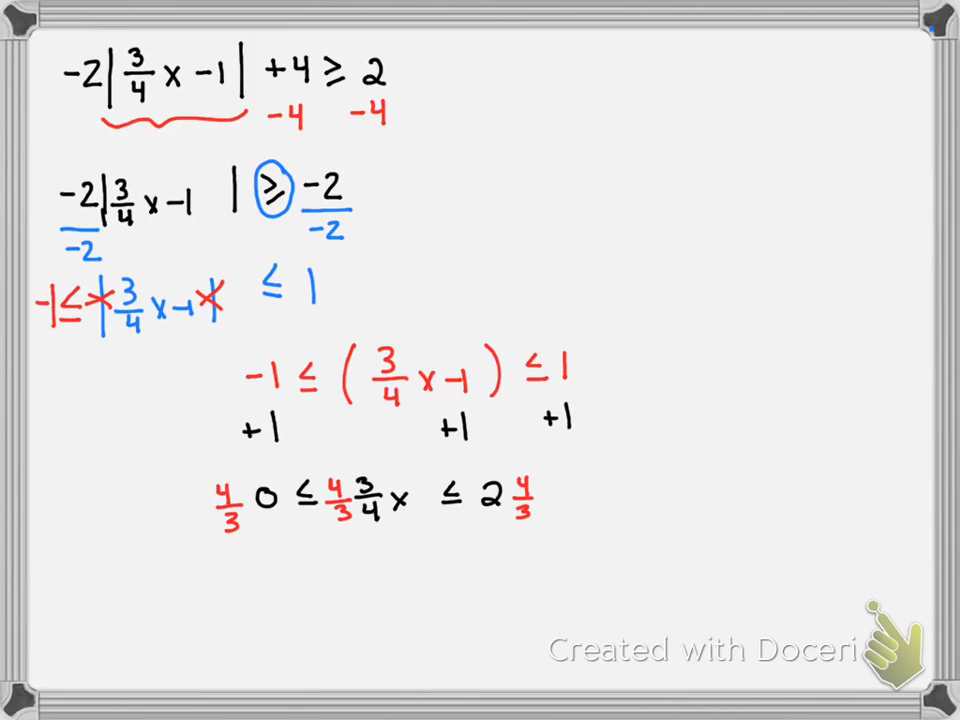 -2|3/4 x -1| +4 ≥ 2
-4 -4
-2|3/4 x -1 | ≥ -2
-2 -2
-1 ≤ |3/4 x -1| ≤ 1
-1 ≤ (3/4 x -1) ≤ 1
+1 +1 +1
4/3 0 ≤ 4/3 3/4 x ≤ 2 4/3
Created with Doceri